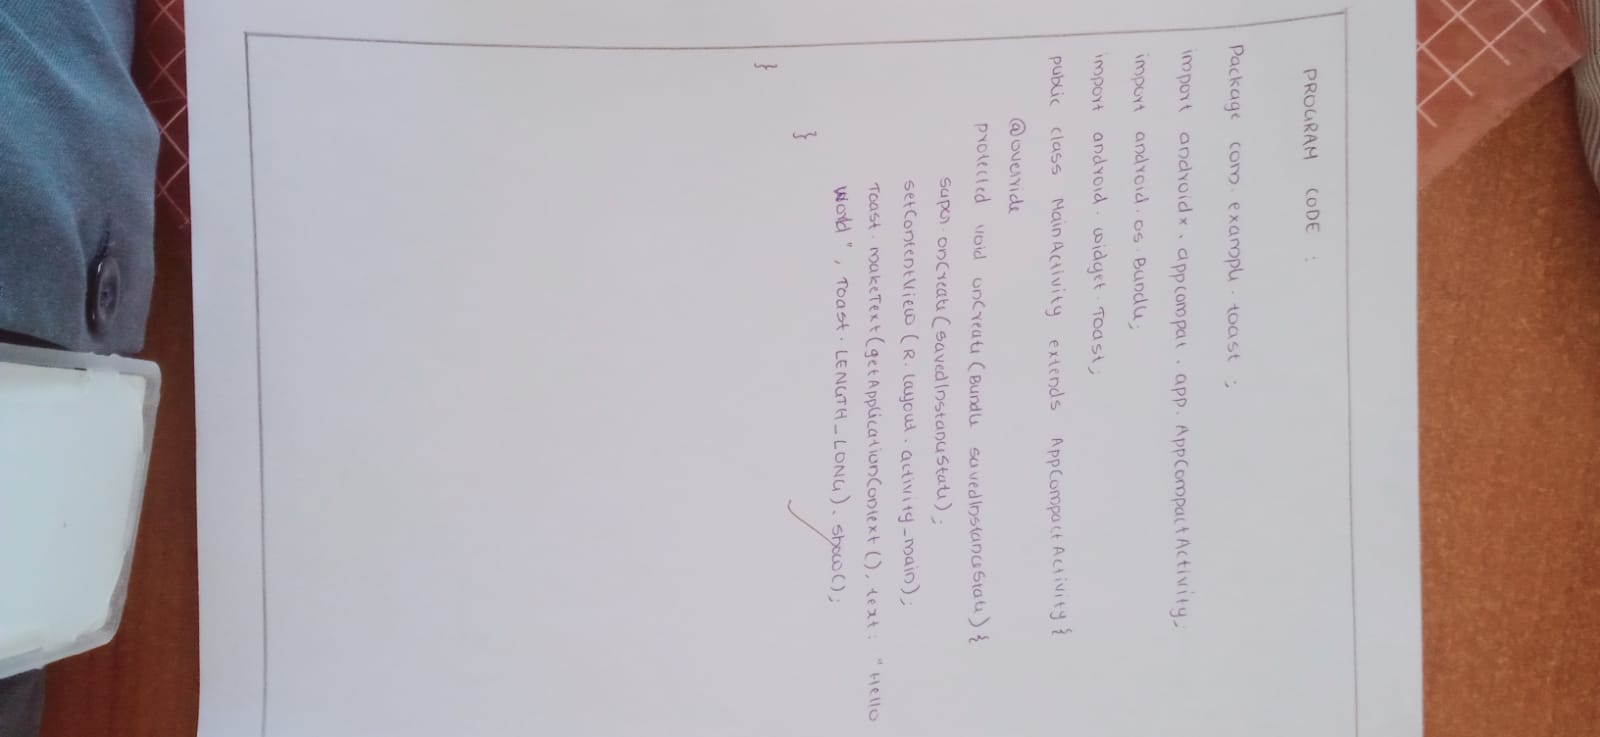 PROGRAM CODE :
Package com. example. toast ;
import androidx. appcompat. app. AppCompactActivity;
import android. os. Bundle;
import android. widget. Toast;
public class MainActivity extends AppCompactActivity {
@override
protected void onCreate (Bundle savedInstanceState) {
super. onCreate (savedInstanceState);
setContentView (R. layout. activity_main);
Toast. makeText (getApplicationContext (), text: "Hello
World", Toast. LENGTH_LONG). show();
}
}